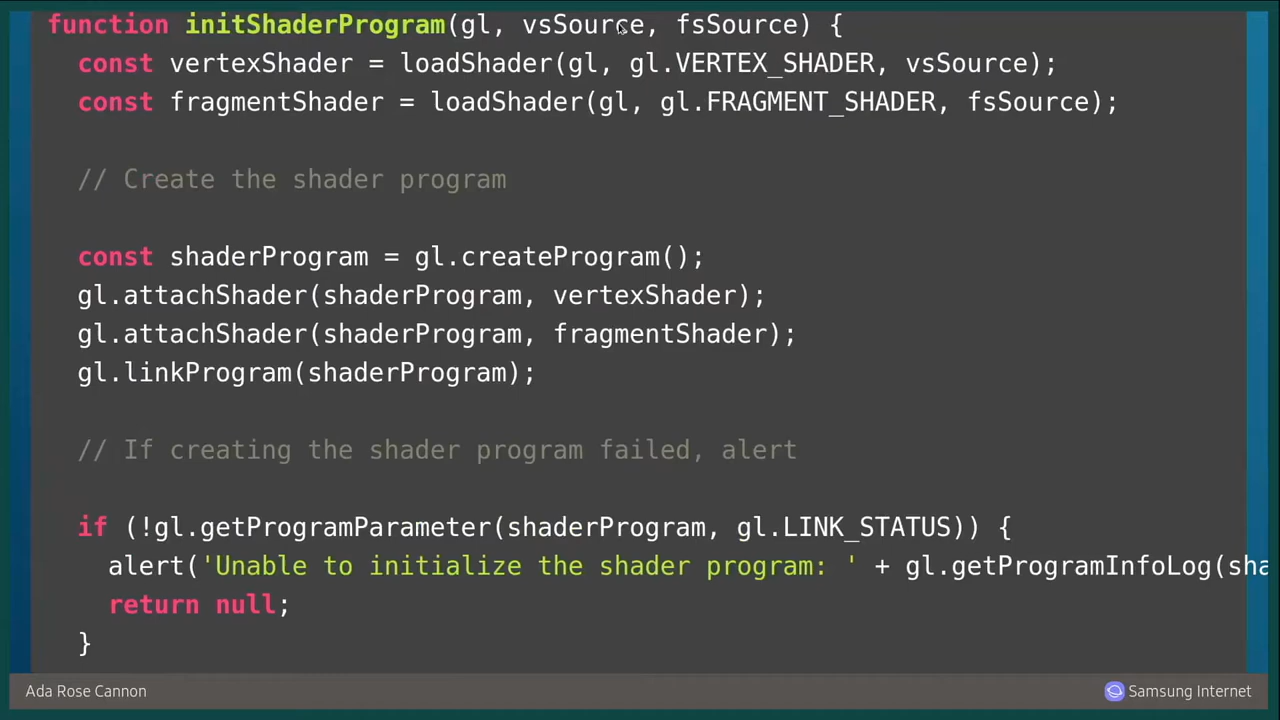 function initShaderProgram(gl, vsSource, fsSource) {
  const vertexShader = loadShader(gl, gl.VERTEX_SHADER, vsSource);
  const fragmentShader = loadShader(gl, gl.FRAGMENT_SHADER, fsSource);
  // Create the shader program
  const shaderProgram = gl.createProgram();
  gl.attachShader(shaderProgram, vertexShader);
  gl.attachShader(shaderProgram, fragmentShader);
  gl.linkProgram(shaderProgram);
  // If creating the shader program failed, alert
  if (!gl.getProgramParameter(shaderProgram, gl.LINK_STATUS)) {
    alert('Unable to initialize the shader program: ' + gl.getProgramInfoLog(sha
    return null;
  }
Ada Rose Cannon
Samsung Internet